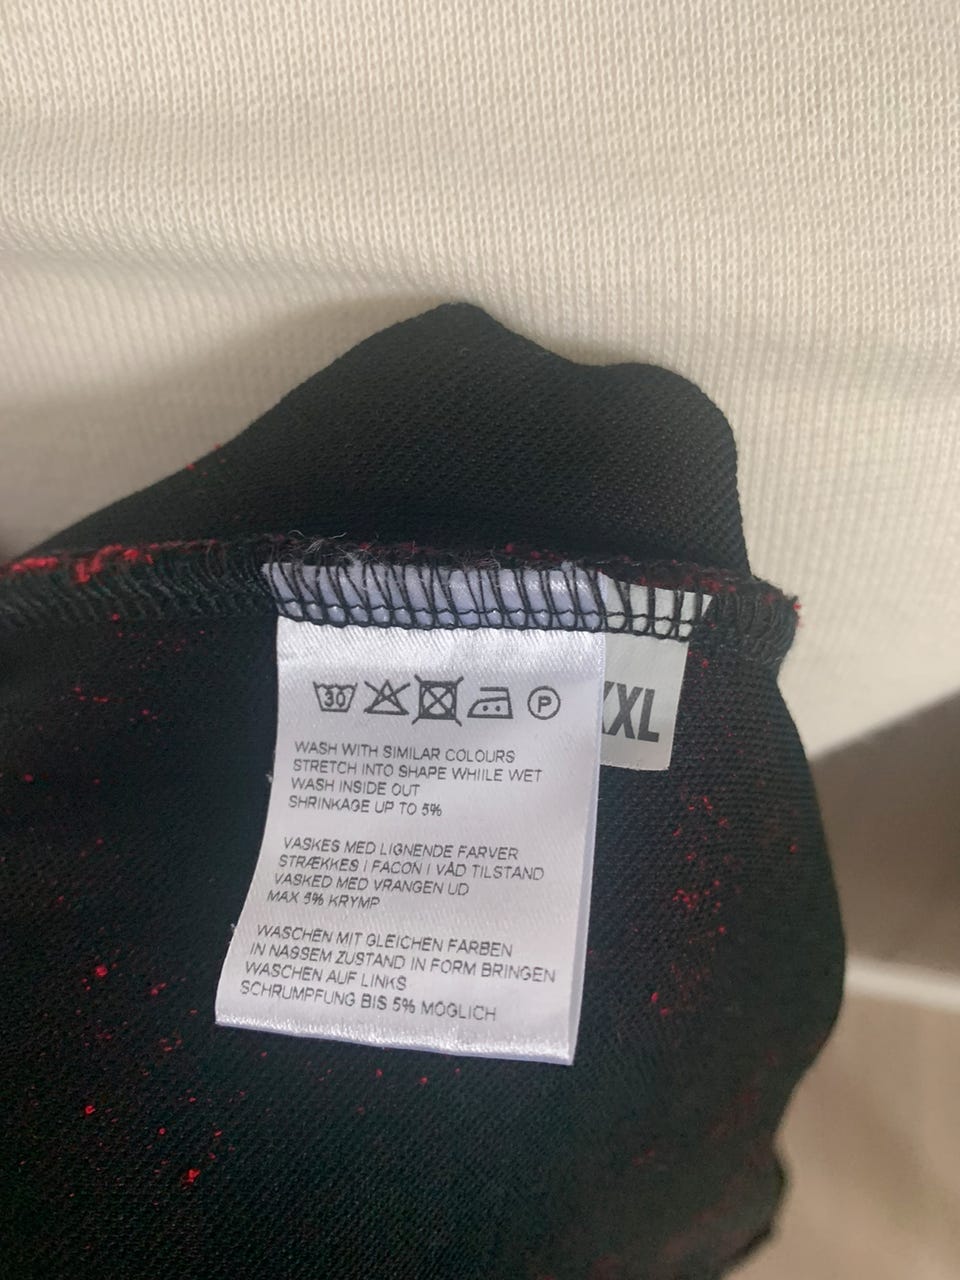 30 P
XXL
WASH WITH SIMILAR COLOURS
STRETCH INTO SHAPE WHIILE WET
WASH INSIDE OUT
SHRINKAGE UP TO 5%
VASKES MED LIGNENDE FARVER
STRÆKKES I FACON I VÅD TILSTAND
VASKED MED VRANGEN UD
MAX 5% KRYMP
WASCHEN MIT GLEICHEN FARBEN
IN NASSEM ZUSTAND IN FORM BRINGEN
WASCHEN AUF LINKS
SCHRUMPFUNG BIS 5% MÖGLICH